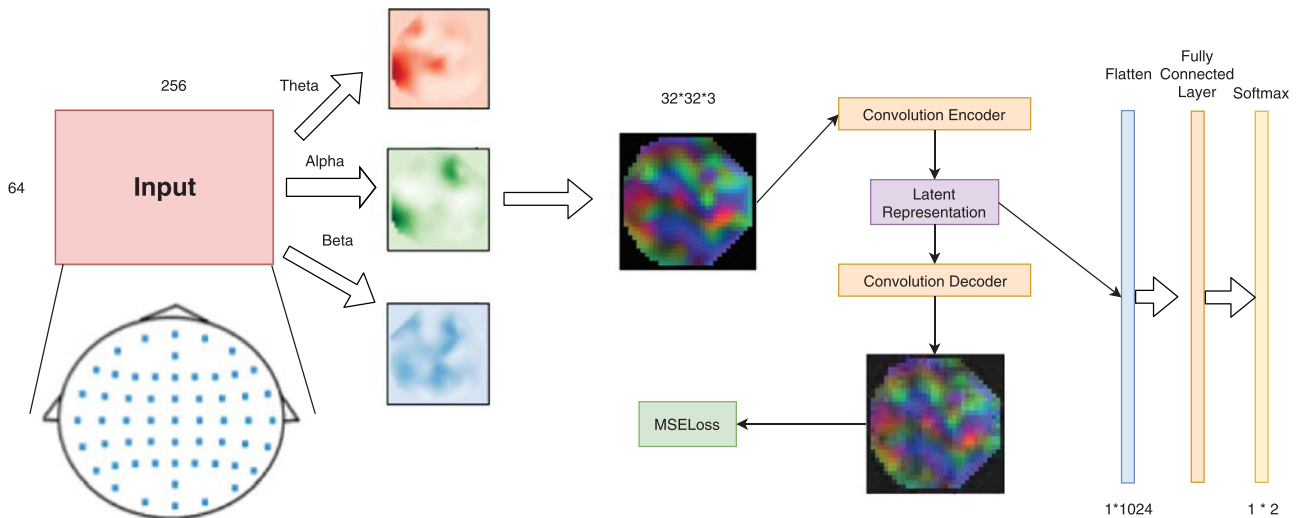 256
64
Input
Theta
Alpha
Beta
32*32*3
Convolution Encoder
Latent
Representation
Convolution Decoder
MSELoss
Flatten
Fully
Connected
Layer
Softmax
1*1024
1 * 2